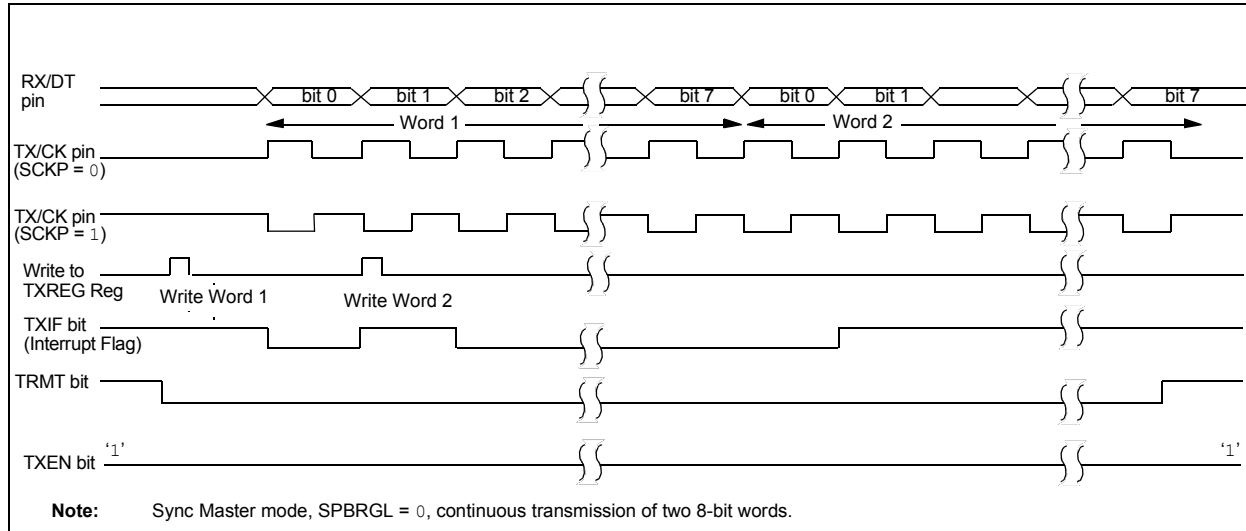 RX/DT
pin
bit 0 bit 1 bit 2 bit 7 bit 0 bit 1 bit 7
Word 1 Word 2
TX/CK pin
(SCKP = 0)
TX/CK pin
(SCKP = 1)
Write to
TXREG Reg
Write Word 1 Write Word 2
TXIF bit
(Interrupt Flag)
TRMT bit
TXEN bit '1' '1'
Note: Sync Master mode, SPBRGL = 0, continuous transmission of two 8-bit words.